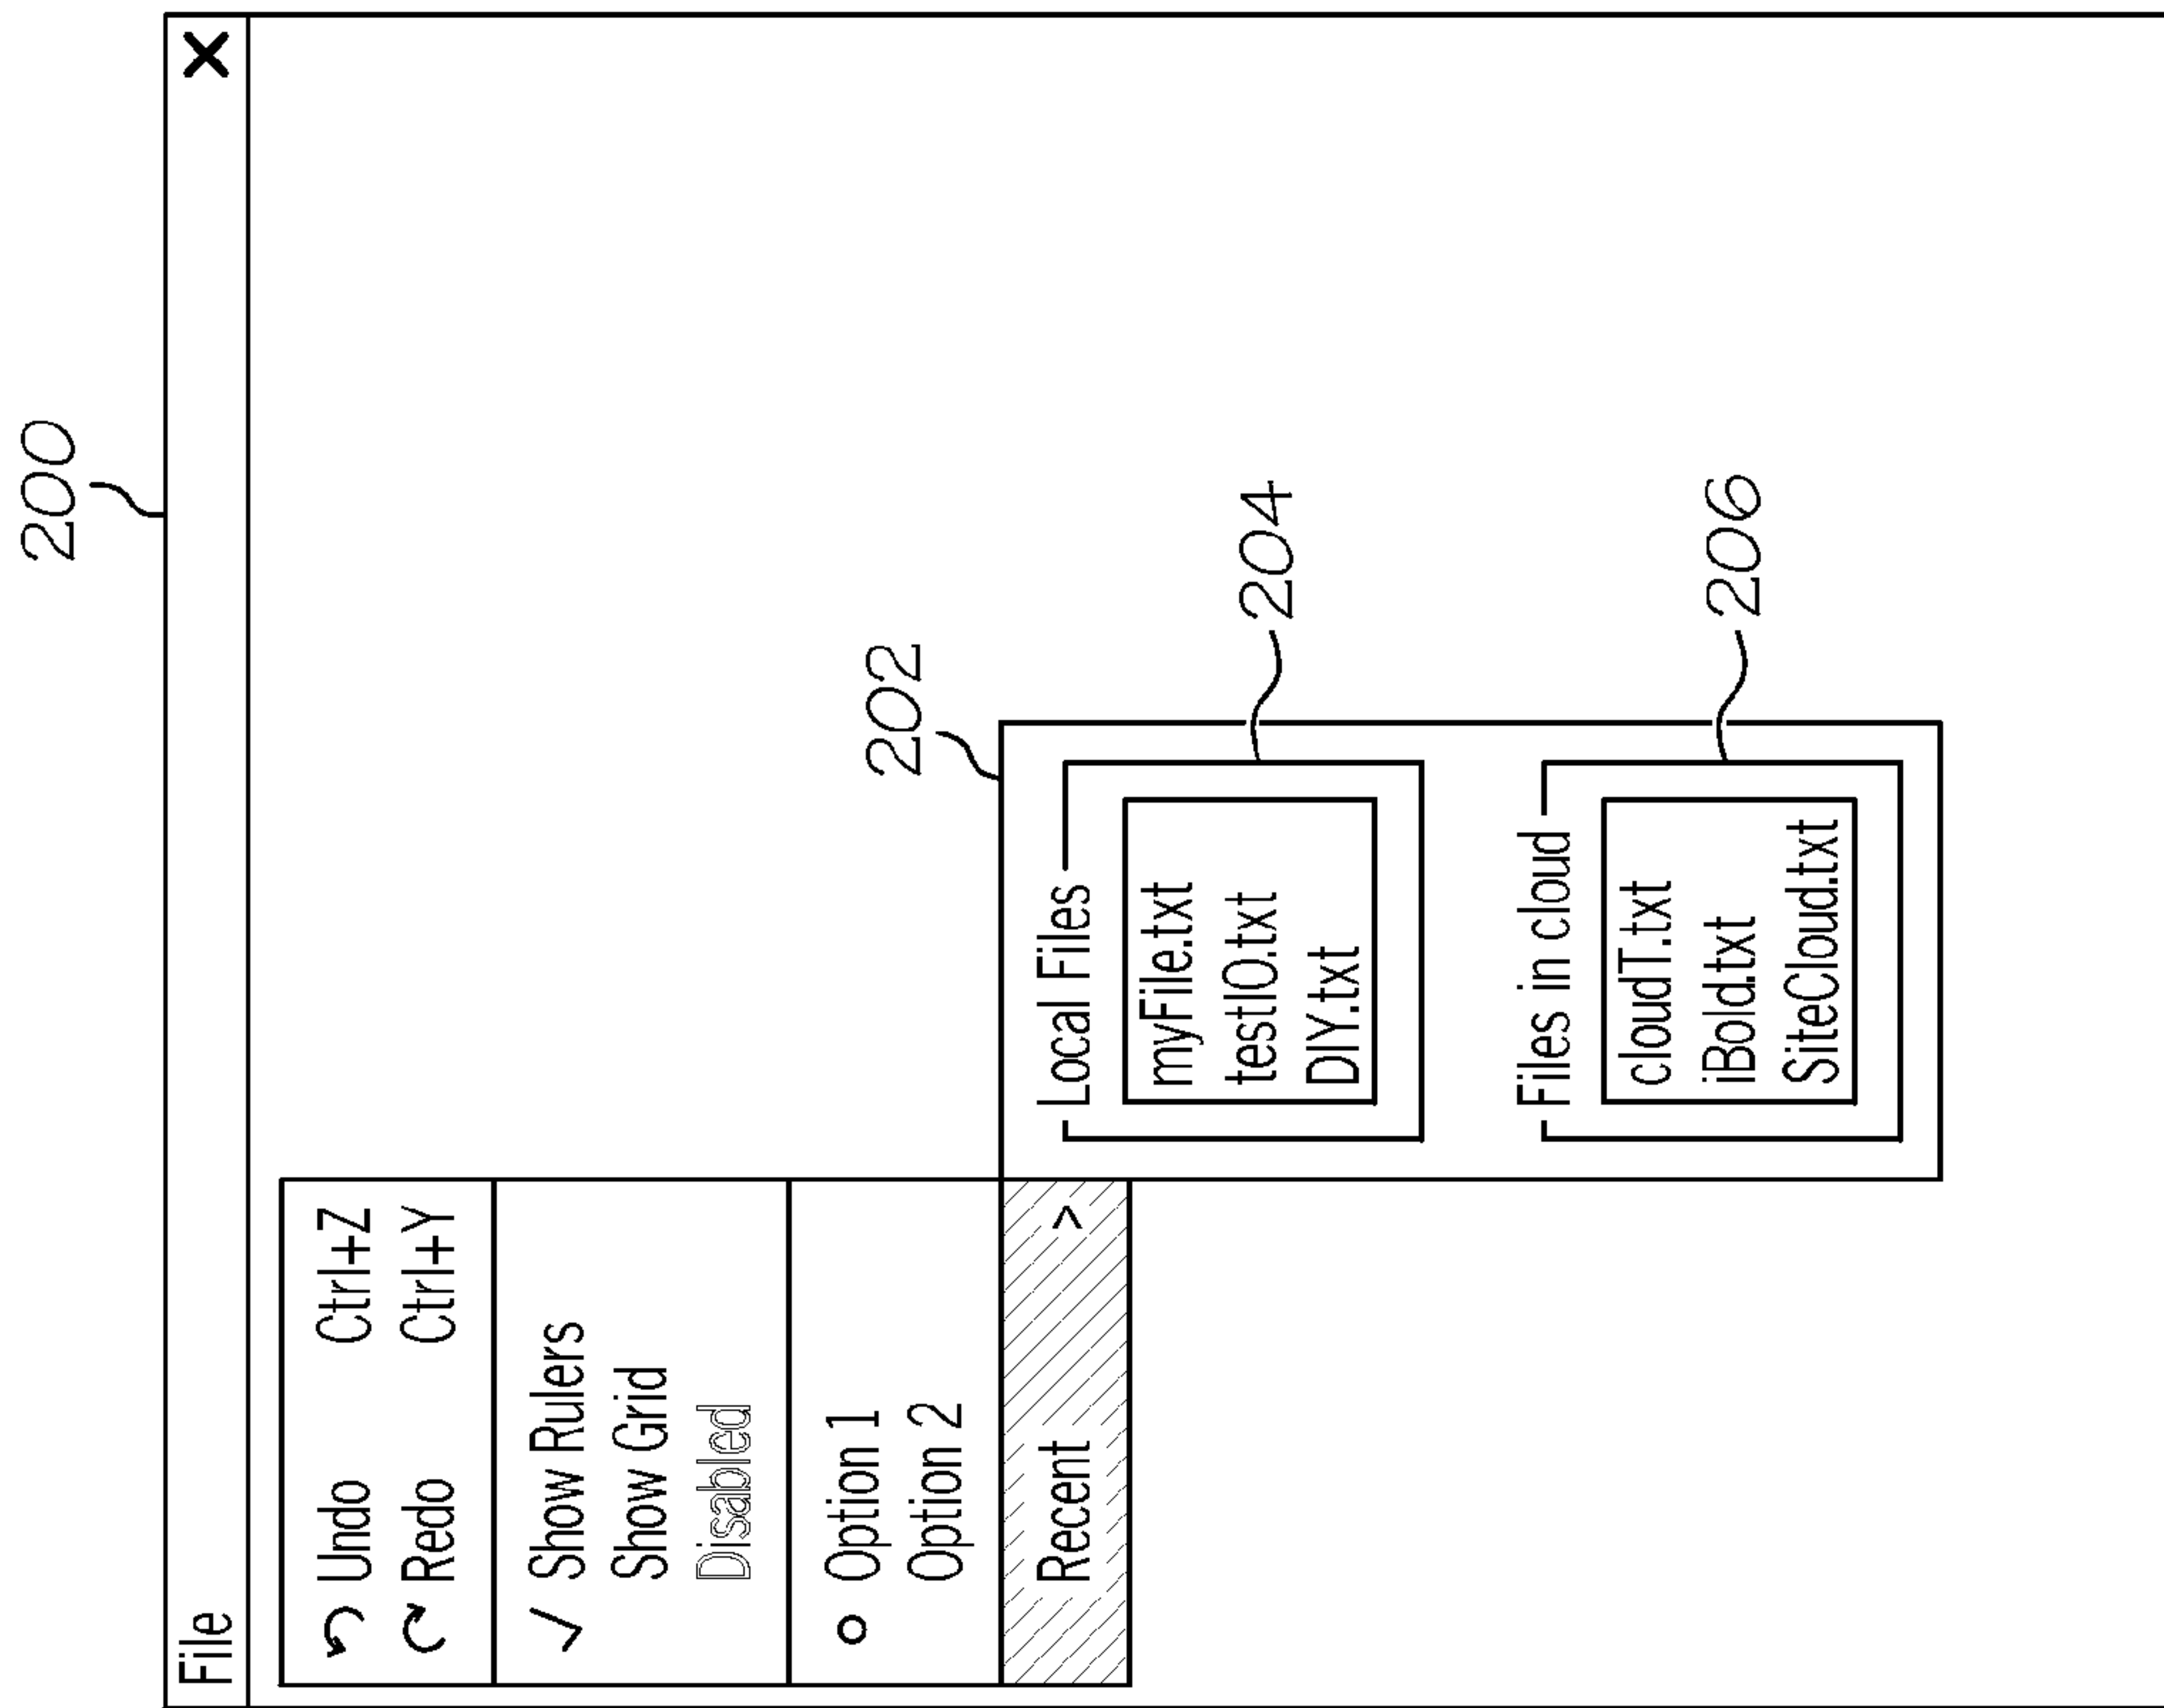 200
File X
Undo Ctrl+Z
Redo Ctrl+Y
√ Show Rulers
Show Grid
Disabled
Option 1
Option 2
Recent >
202
Local Files
myFile.txt
testIO.txt
DIY.txt
204
Files in cloud
cloudT.txt
iBold.txt
SiteCloud.txt
206